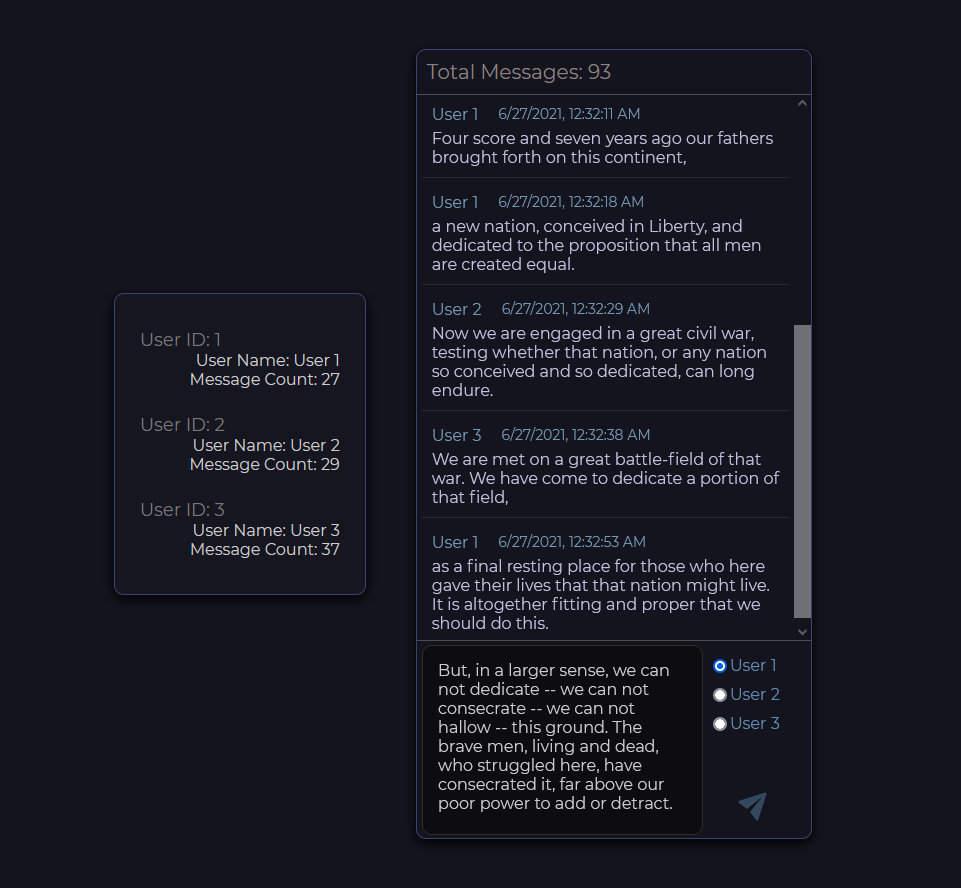 User ID: 1
User Name: User 1
Message Count: 27
User ID: 2
User Name: User 2
Message Count: 29
User ID: 3
User Name: User 3
Message Count: 37
Total Messages: 93
User 1 6/27/2021, 12:32:11 AM
Four score and seven years ago our fathers
brought forth on this continent,
User 1 6/27/2021, 12:32:18 AM
a new nation, conceived in Liberty, and
dedicated to the proposition that all men
are created equal.
User 2 6/27/2021, 12:32:29 AM
Now we are engaged in a great civil war,
testing whether that nation, or any nation
so conceived and so dedicated, can long
endure.
User 3 6/27/2021, 12:32:38 AM
We are met on a great battle-field of that
war. We have come to dedicate a portion of
that field,
User 1 6/27/2021, 12:32:53 AM
as a final resting place for those who here
gave their lives that that nation might live.
It is altogether fitting and proper that we
should do this.
But, in a larger sense, we can
not dedicate -- we can not
consecrate -- we can not
hallow -- this ground. The
brave men, living and dead,
who struggled here, have
consecrated it, far above our
poor power to add or detract.
User 1
User 2
User 3